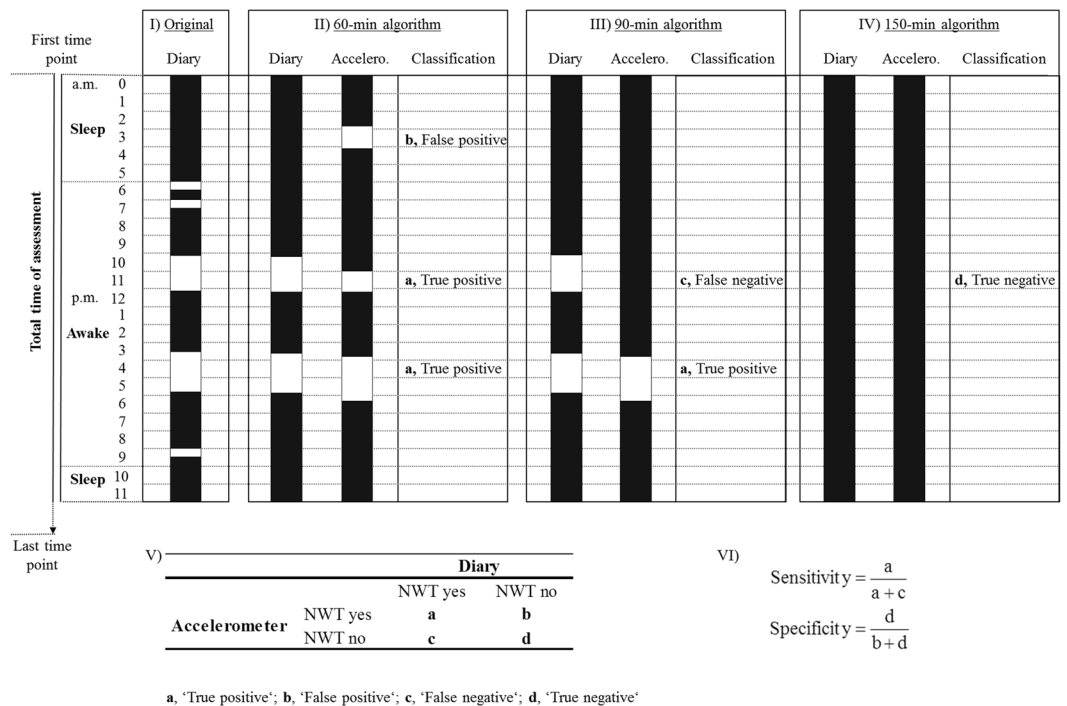 I) Original
II) 60-min algorithm
III) 90-min algorithm
IV) 150-min algorithm
First time
point
Diary
Diary Accelero. Classification
Diary Accelero. Classification
Diary Accelero. Classification
Total time of assessment
a.m. 0
1
2
Sleep
3
b, False positive
4
5
6
7
8
9
10
11
a, True positive
c, False negative
d, True negative
p.m. 12
1
Awake 2
3
4
a, True positive
a, True positive
5
6
7
8
9
Sleep 10
11
Last time
point
V)
Diary
NWT yes NWT no
Accelerometer
NWT yes a b
NWT no c d
VI)
Sensitivity = a / a + c
Specificity = d / b + d
a, ‘True positive‘; b, ‘False positive‘; c, ‘False negative‘; d, ‘True negative‘